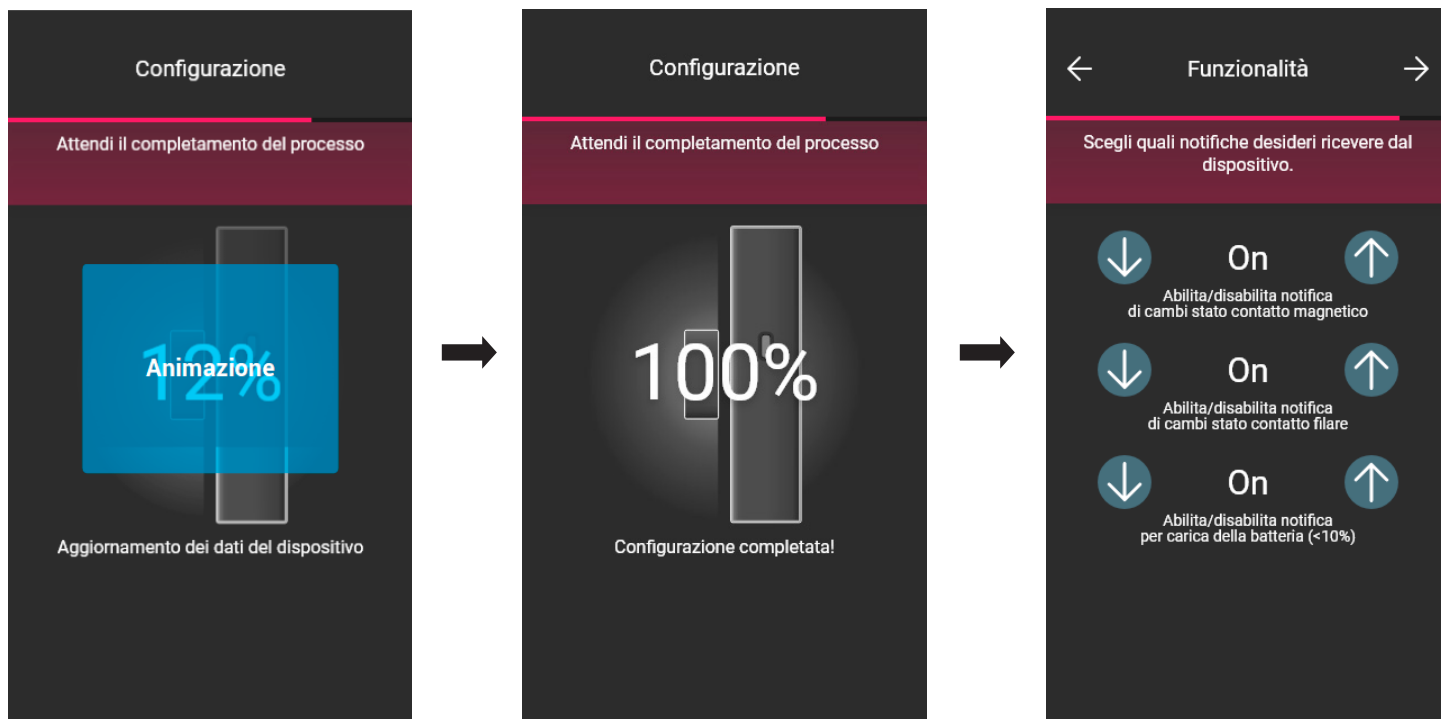 Configurazione
Attendi il completamento del processo
12%
Animazione
Aggiornamento dei dati del dispositivo
Configurazione
Attendi il completamento del processo
100%
Configurazione completata!
Funzionalità
Scegli quali notifiche desideri ricevere dal
dispositivo.
On
Abilita/disabilita notifica
di cambi stato contatto magnetico
On
Abilita/disabilita notifica
di cambi stato contatto filare
On
Abilita/disabilita notifica
per carica della batteria (<10%)